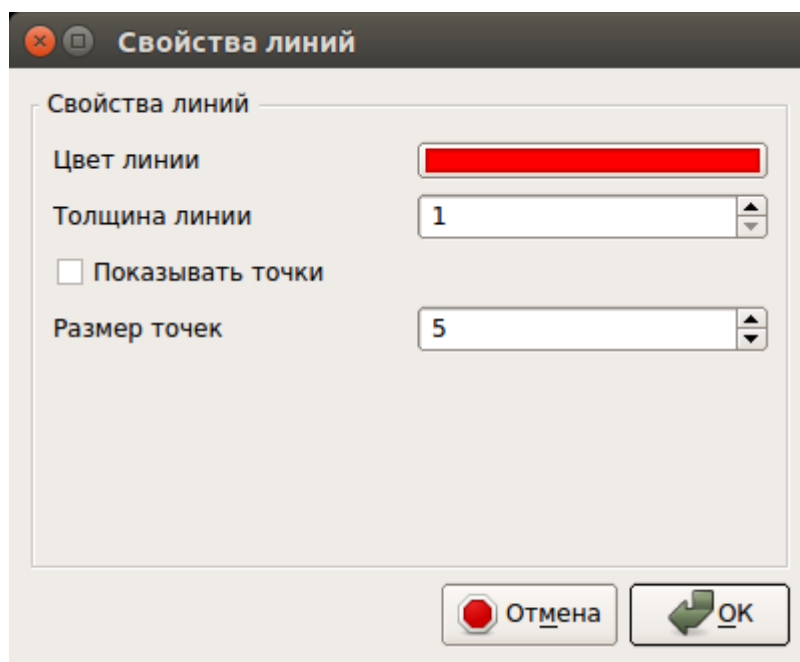 Свойства линий
Свойства линий
Цвет линии
Толщина линии 1
Показывать точки
Размер точек 5
Отмена OK